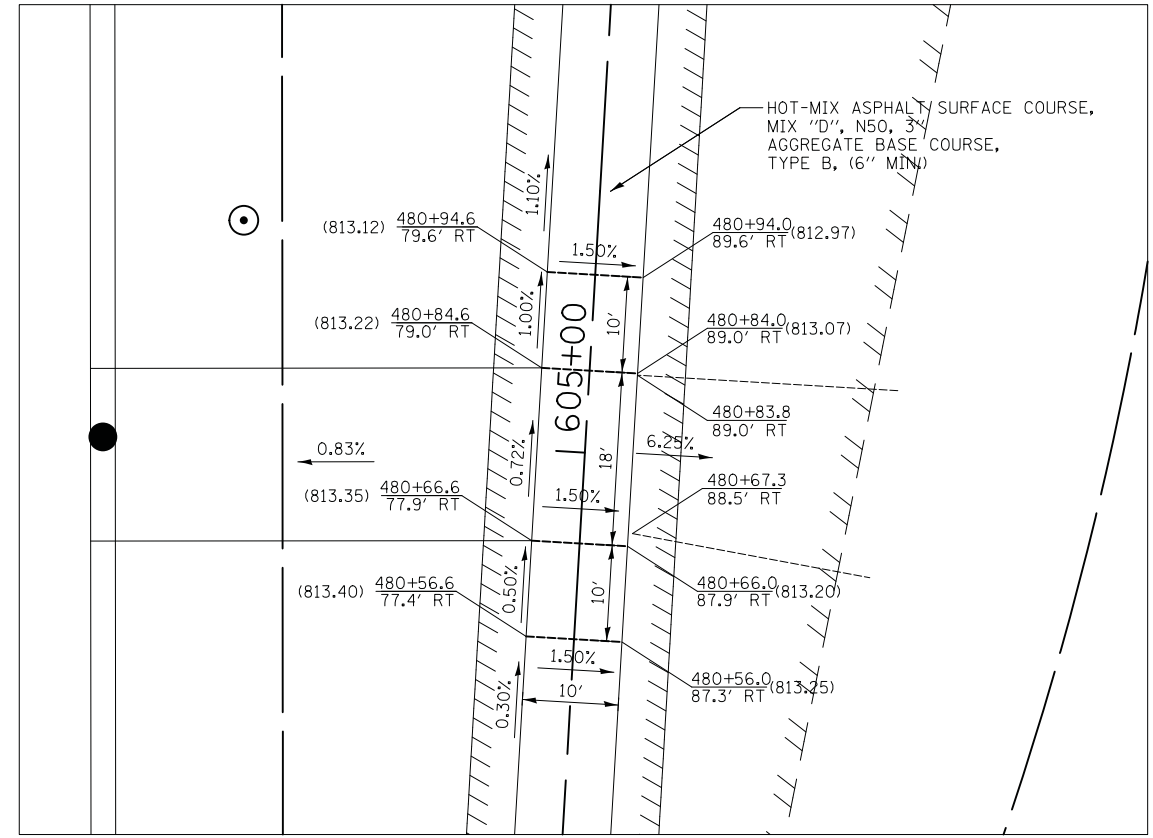 HOT-MIX ASPHALT SURFACE COURSE,
MIX "D", N50, 3"
AGGREGATE BASE COURSE,
TYPE B, (6" MIN.)
1.10%
(813.12) 480+94.6
79.6' RT
480+94.0 (812.97)
89.6' RT
1.50%
1.00%
10'
(813.22) 480+84.6
79.0' RT
480+84.0 (813.07)
89.0' RT
1605+00
480+83.8
89.0' RT
0.83%
0.72%
18'
6.25%
(813.35) 480+66.6
77.9' RT
1.50%
480+67.3
88.5' RT
(813.40) 480+56.6
77.4' RT
0.50%
10'
480+66.0 (813.20)
87.9' RT
1.50%
480+56.0 (813.25)
87.3' RT
0.30%
10'